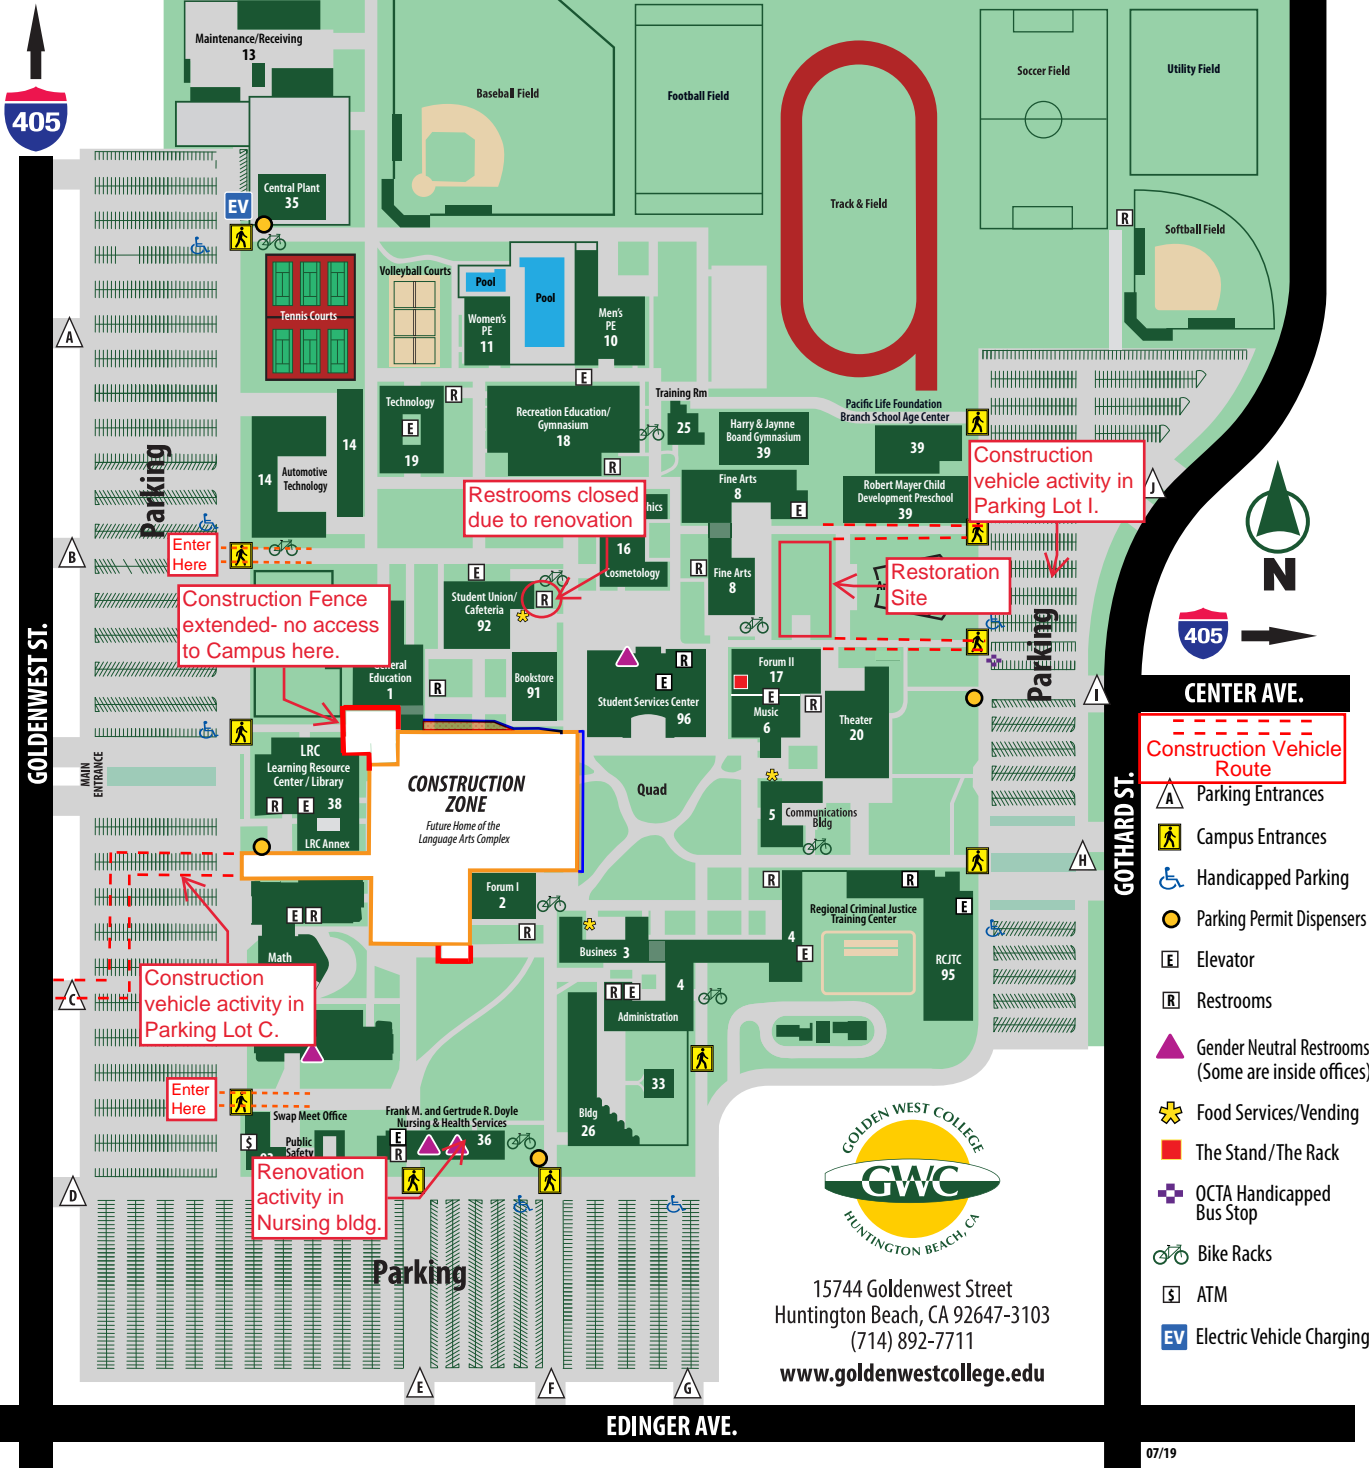 Maintenance/Receiving
13
405
Baseball Field
Football Field
Track & Field
Soccer Field
Utility Field
R
Softball Field
Central Plant
35
EV
Tennis Courts
Volleyball Courts
Pool
Pool
Women's
PE
11
Men's
PE
10
A
E
Training Rm
25
Technology
E
19
R
Recreation Education/
Gymnasium
18
R
Harry & Jaynne
Board Gymnasium
39
Pacific Life Foundation
Branch School Age Center
39
14
14
Automotive
Technology
Parking
Fine Arts
8
E
Robert Mayer Child
Development Preschool
39
Construction
vehicle activity in
Parking Lot I.
J
Restrooms closed
due to renovation
hics
16
Cosmetology
B
Enter
Here
R
Fine Arts
8
Restoration
Site
N
405
Construction Fence
extended- no access
to Campus here.
E
Student Union/
Cafeteria
92
R
General
Education
1
R
Bookstore
91
R
E
Student Services Center
96
Forum II
17
E
Music
6
R
Theater
20
Parking
I
CENTER AVE.
Construction Vehicle
Route
GOLDENWEST ST.
MAIN
ENTRANCE
LRC
Learning Resource
Center / Library
R
E
38
LRC Annex
CONSTRUCTION
ZONE
Future Home of the
Language Arts Complex
Quad
5
Communications
Bldg
H
GOTHARD ST.
A Parking Entrances
Campus Entrances
Handicapped Parking
Parking Permit Dispensers
E Elevator
R Restrooms
Gender Neutral Restrooms
(Some are inside offices)
Food Services/Vending
The Stand/The Rack
OCTA Handicapped
Bus Stop
Bike Racks
$ ATM
EV Electric Vehicle Charging
Forum I
2
R
E
R
Math
Business 3
R
E
4
Administration
4
E
R
R
Regional Criminal Justice
Training Center
E
RCJTC
95
C
Construction
vehicle activity in
Parking Lot C.
33
Bldg
26
Enter
Here
Swap Meet Office
$
Public
Safety
Frank M. and Gertrude R. Doyle
Nursing & Health Services
E
R
36
Renovation
activity in
Nursing bldg.
D
Parking
E
F
G
GOLDEN WEST COLLEGE
GWC
HUNTINGTON BEACH, CA
15744 Goldenwest Street
Huntington Beach, CA 92647-3103
(714) 892-7711
www.goldenwestcollege.edu
EDINGER AVE.
07/19